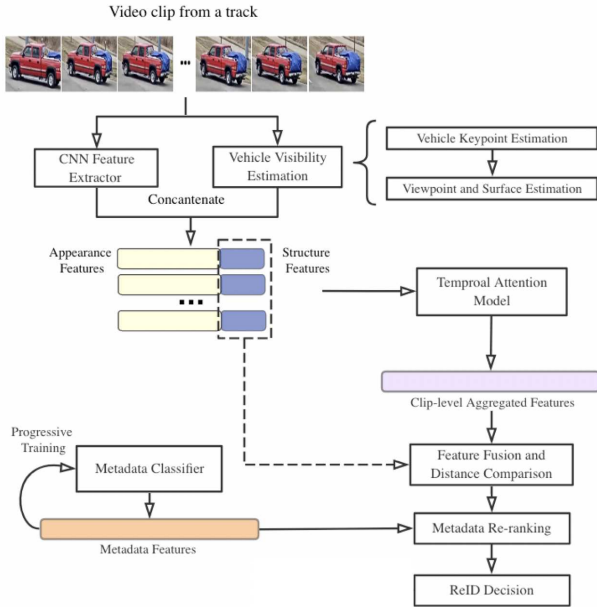 Video clip from a track
...
CNN Feature
Extractor
Vehicle Visibility
Estimation
Vehicle Keypoint Estimation
Viewpoint and Surface Estimation
Concantenate
Appearance
Features
Structure
Features
...
Temproal Attention
Model
Clip-level Aggregated Features
Progressive
Training
Metadata Classifier
Feature Fusion and
Distance Comparison
Metadata Features
Metadata Re-ranking
ReID Decision